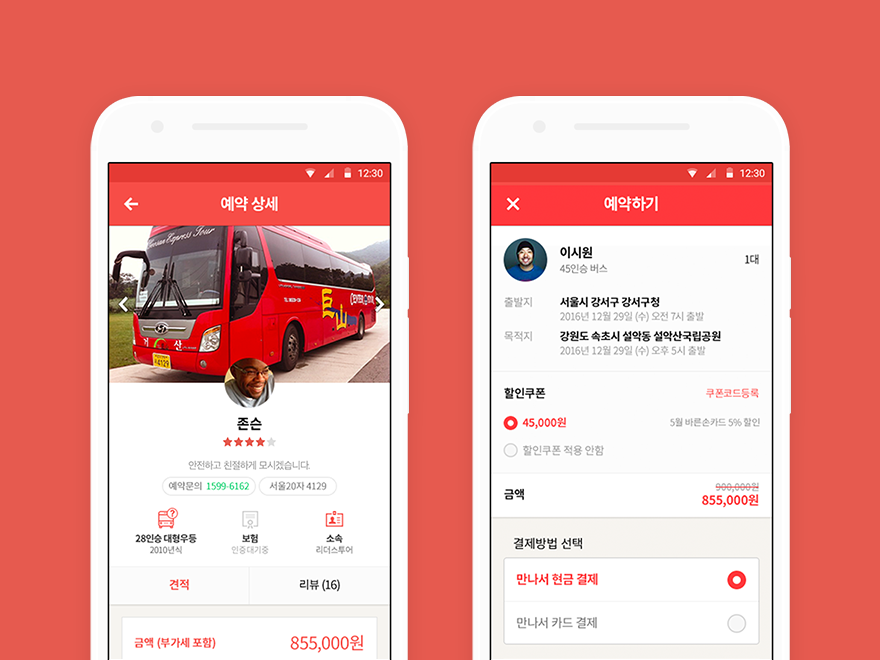 12:30
예약 상세
Express Tour
거 산
巨山
존슨
안전하고 친절하게 모시겠습니다.
예약문의 1599-6162
서울20자 4129
28인승 대형우등
2010년식
보험
인증대기중
소속
리더스투어
견적
리뷰 (16)
금액 (부가세 포함)
855,000원
12:30
예약하기
이시원
45인승 버스
1대
출발지
서울시 강서구 강서구청
2016년 12월 29일 (수) 오전 7시 출발
목적지
강원도 속초시 설악동 설악산국립공원
2016년 12월 29일 (수) 오후 5시 출발
할인쿠폰
쿠폰코드등록
45,000원
5월 바른손카드 5% 할인
할인쿠폰 적용 안함
금액
900,000원
855,000원
결제방법 선택
만나서 현금 결제
만나서 카드 결제